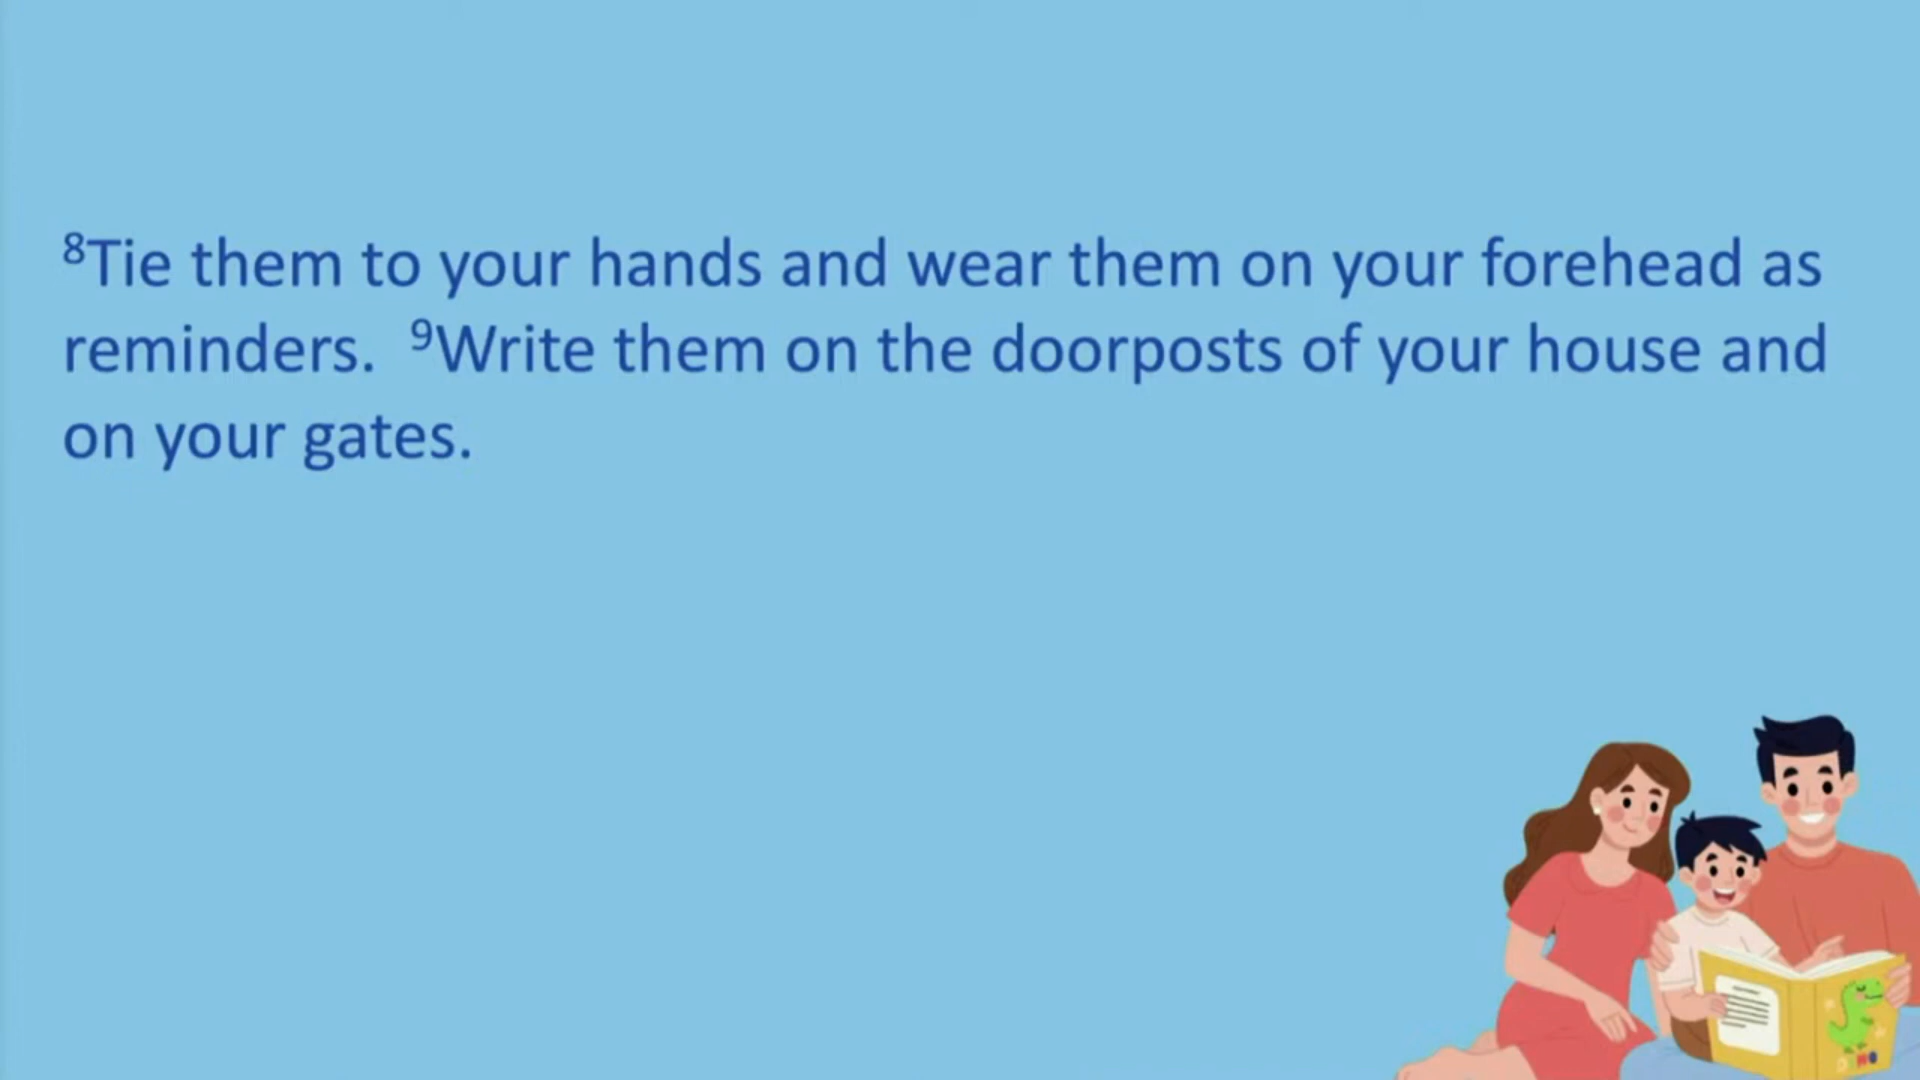 ⁸Tie them to your hands and wear them on your forehead as
reminders. ⁹Write them on the doorposts of your house and
on your gates.